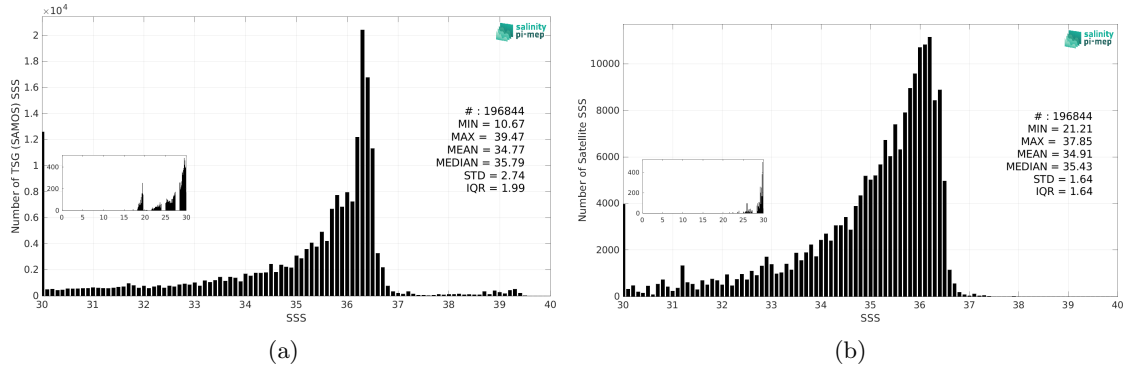 ×10⁴
salinity
pi-mep
2
1.8
1.6
1.4
1.2
1
0.8
0.6
0.4
0.2
0
Number of TSG (SAMOS) SSS
# : 196844
MIN = 10.67
MAX = 39.47
MEAN = 34.77
MEDIAN = 35.79
STD = 2.74
IQR = 1.99
400
200
0
0 5 10 15 20 25 30
30 31 32 33 34 35 36 37 38 39 40
SSS
(a)
salinity
pi-mep
10000
8000
6000
4000
2000
0
Number of Satellite SSS
# : 196844
MIN = 21.21
MAX = 37.85
MEAN = 34.91
MEDIAN = 35.43
STD = 1.64
IQR = 1.64
400
200
0
0 5 10 15 20 25 30
30 31 32 33 34 35 36 37 38 39 40
SSS
(b)